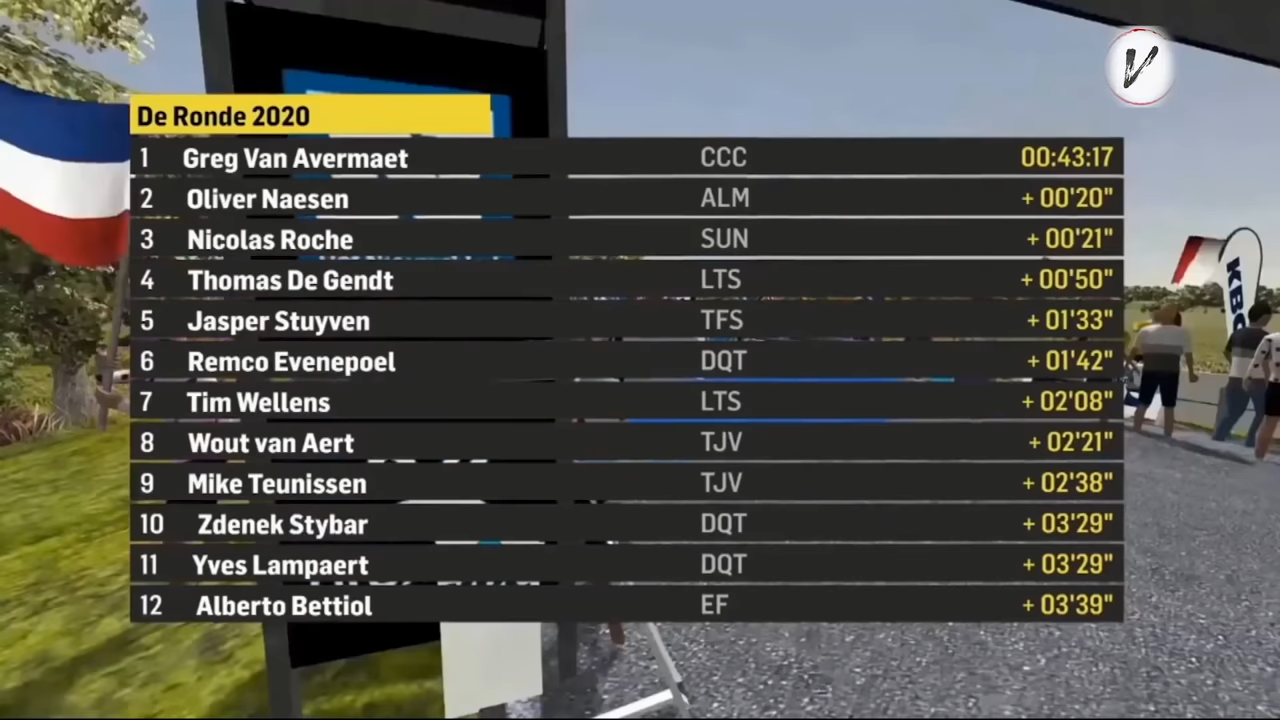 V
De Ronde 2020
1 Greg Van Avermaet CCC 00:43:17
2 Oliver Naesen ALM + 00'20"
3 Nicolas Roche SUN + 00'21"
4 Thomas De Gendt LTS + 00'50"
5 Jasper Stuyven TFS + 01'33"
6 Remco Evenepoel DQT + 01'42"
7 Tim Wellens LTS + 02'08"
8 Wout van Aert TJV + 02'21"
9 Mike Teunissen TJV + 02'38"
10 Zdenek Stybar DQT + 03'29"
11 Yves Lampaert DQT + 03'29"
12 Alberto Bettiol EF + 03'39"